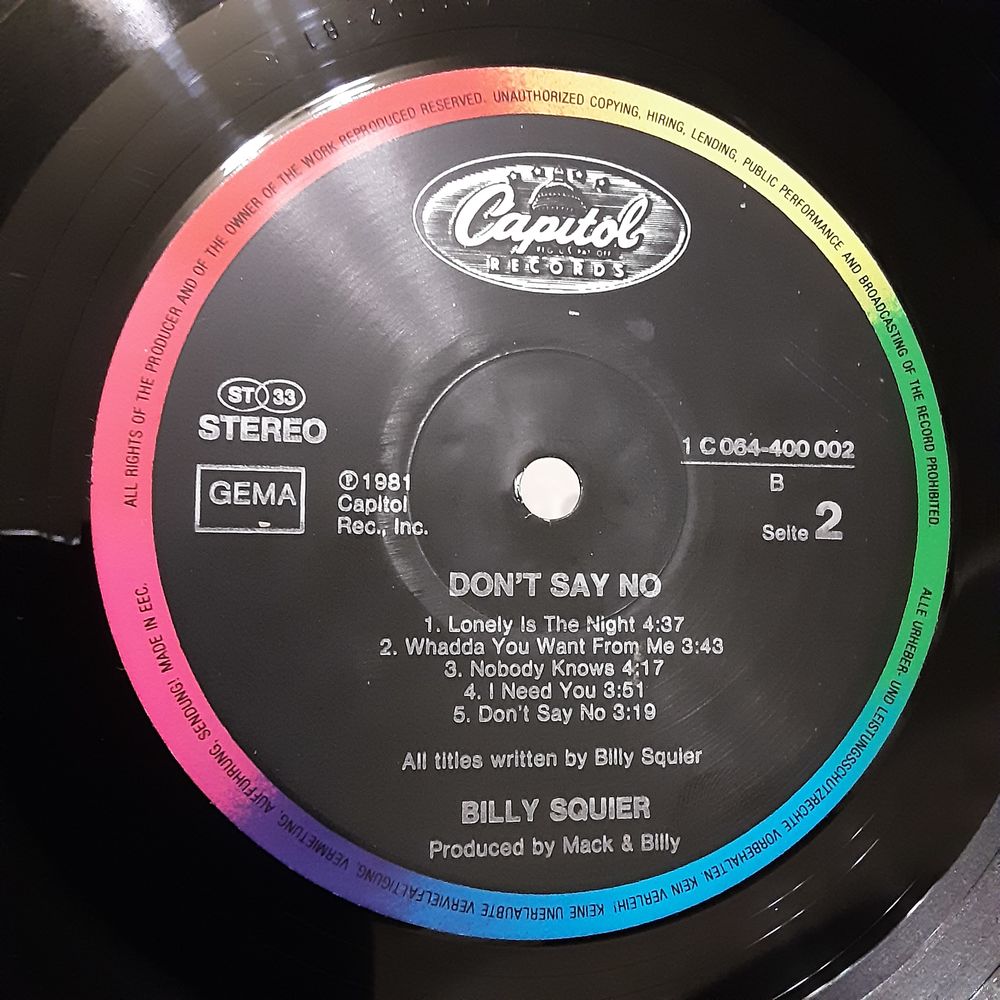 ALL RIGHTS OF THE PRODUCER AND OF THE OWNER OF THE WORK REPRODUCED RESERVED. UNAUTHORIZED COPYING, HIRING, LENDING, PUBLIC PERFORMANCE AND BROADCASTING OF THE RECORD PROHIBITED.
Capitol
RECORDS
ST 33
STEREO
GEMA
℗ 1981
Capitol
Rec., Inc.
1 C 064-400 002
B
Seite 2
DON'T SAY NO
1. Lonely Is The Night 4:37
2. Whadda You Want From Me 3:43
3. Nobody Knows 4:17
4. I Need You 3:51
5. Don't Say No 3:19
All titles written by Billy Squier
BILLY SQUIER
Produced by Mack & Billy
ALLE URHEBER- UND LEISTUNGSSCHUTZRECHTE VORBEHALTEN. KEIN VERLEIH! KEINE UNERLAUBTE VERVIELFÄLTIGUNG, VERMIETUNG, AUFFÜHRUNG, SENDUNG! MADE IN EEC.